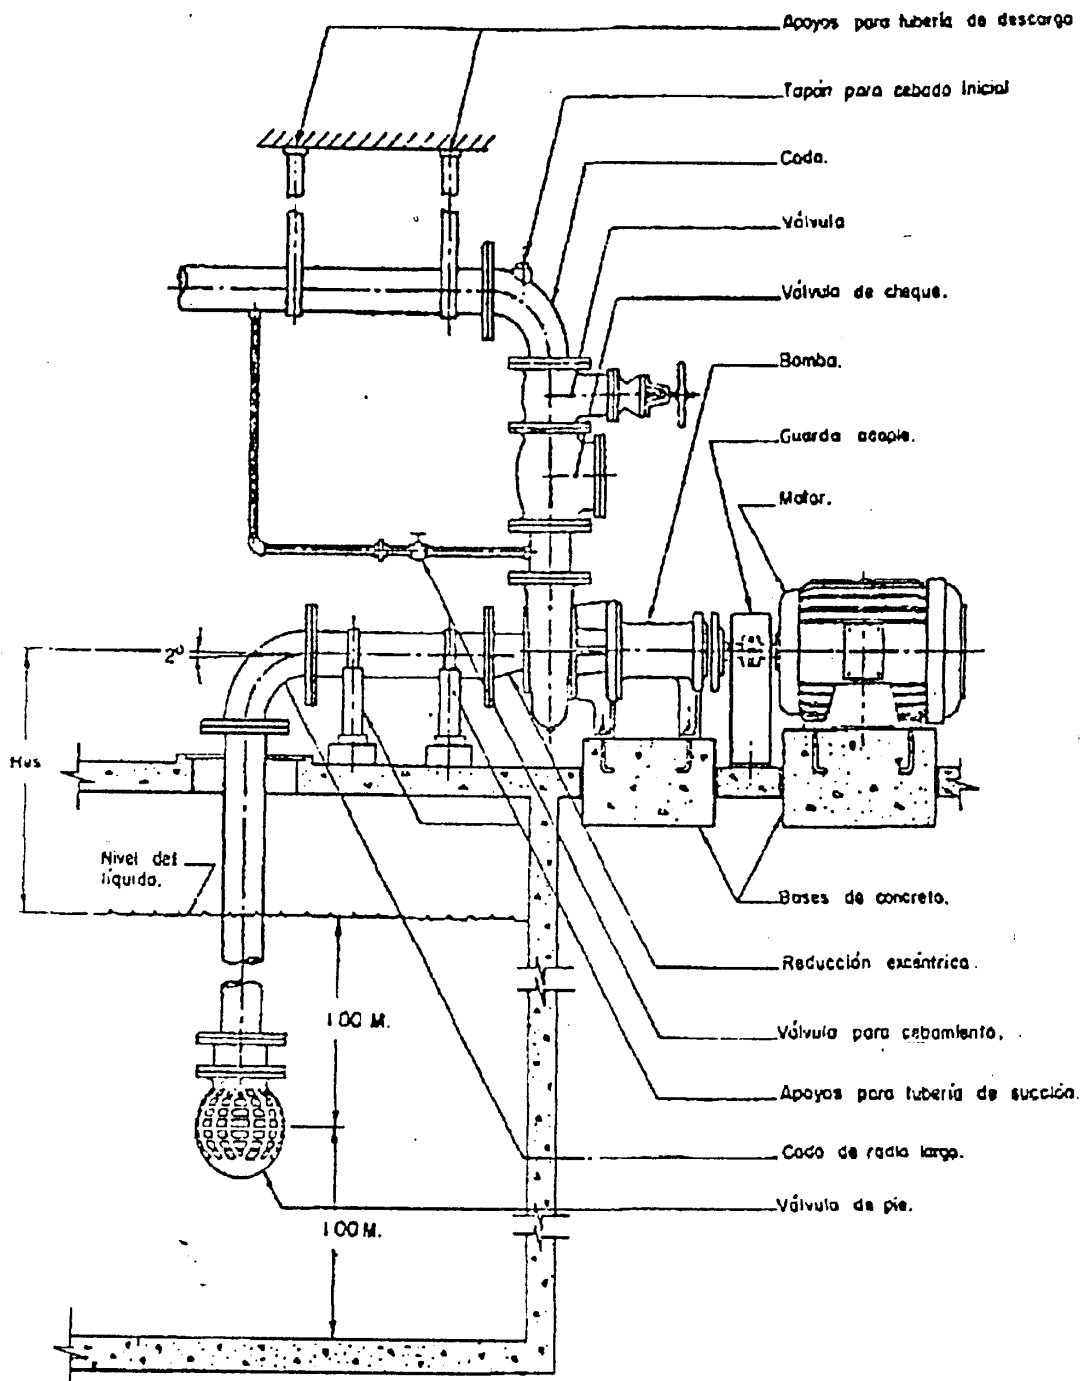 Apoyos para tubería de descarga
Tapón para cebado inicial
Codo.
Válvula
Válvula de cheque.
Bomba.
Guarda acople.
Motor.
2º
Hus
Nivel del
líquido.
Bases de concreto.
Reducción excéntrica.
1.00 M.
Válvula para cebamiento.
Apoyos para tubería de succión.
Codo de radio largo.
Válvula de pie.
1.00 M.